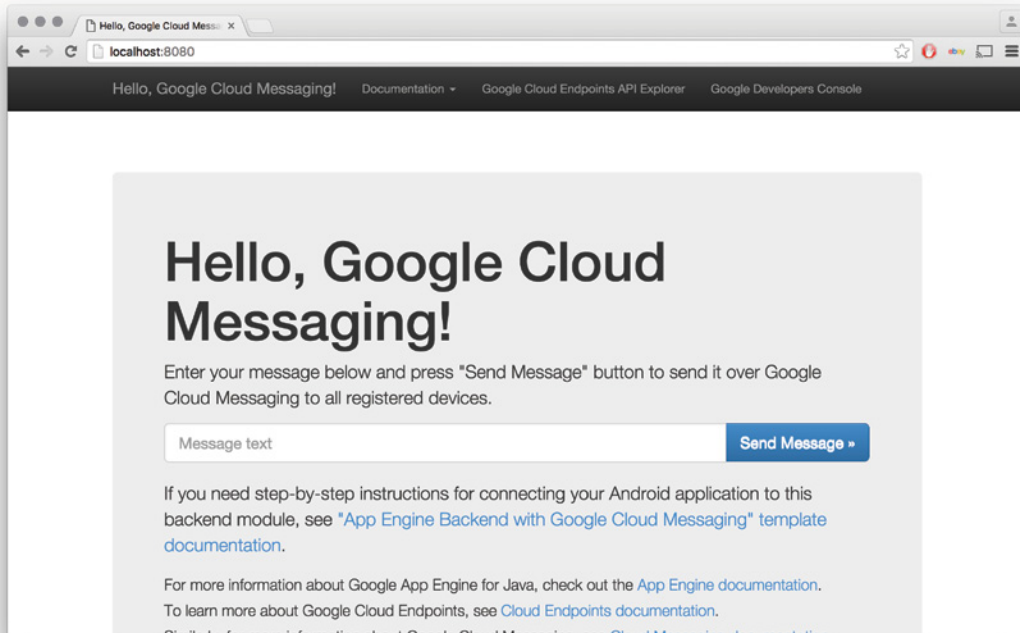 Hello, Google Cloud Messa
localhost:8080
ebay
Hello, Google Cloud Messaging! Documentation Google Cloud Endpoints API Explorer Google Developers Console
Hello, Google Cloud
Messaging!
Enter your message below and press "Send Message" button to send it over Google
Cloud Messaging to all registered devices.
Message text Send Message »
If you need step-by-step instructions for connecting your Android application to this
backend module, see "App Engine Backend with Google Cloud Messaging" template
documentation.
For more information about Google App Engine for Java, check out the App Engine documentation.
To learn more about Google Cloud Endpoints, see Cloud Endpoints documentation.